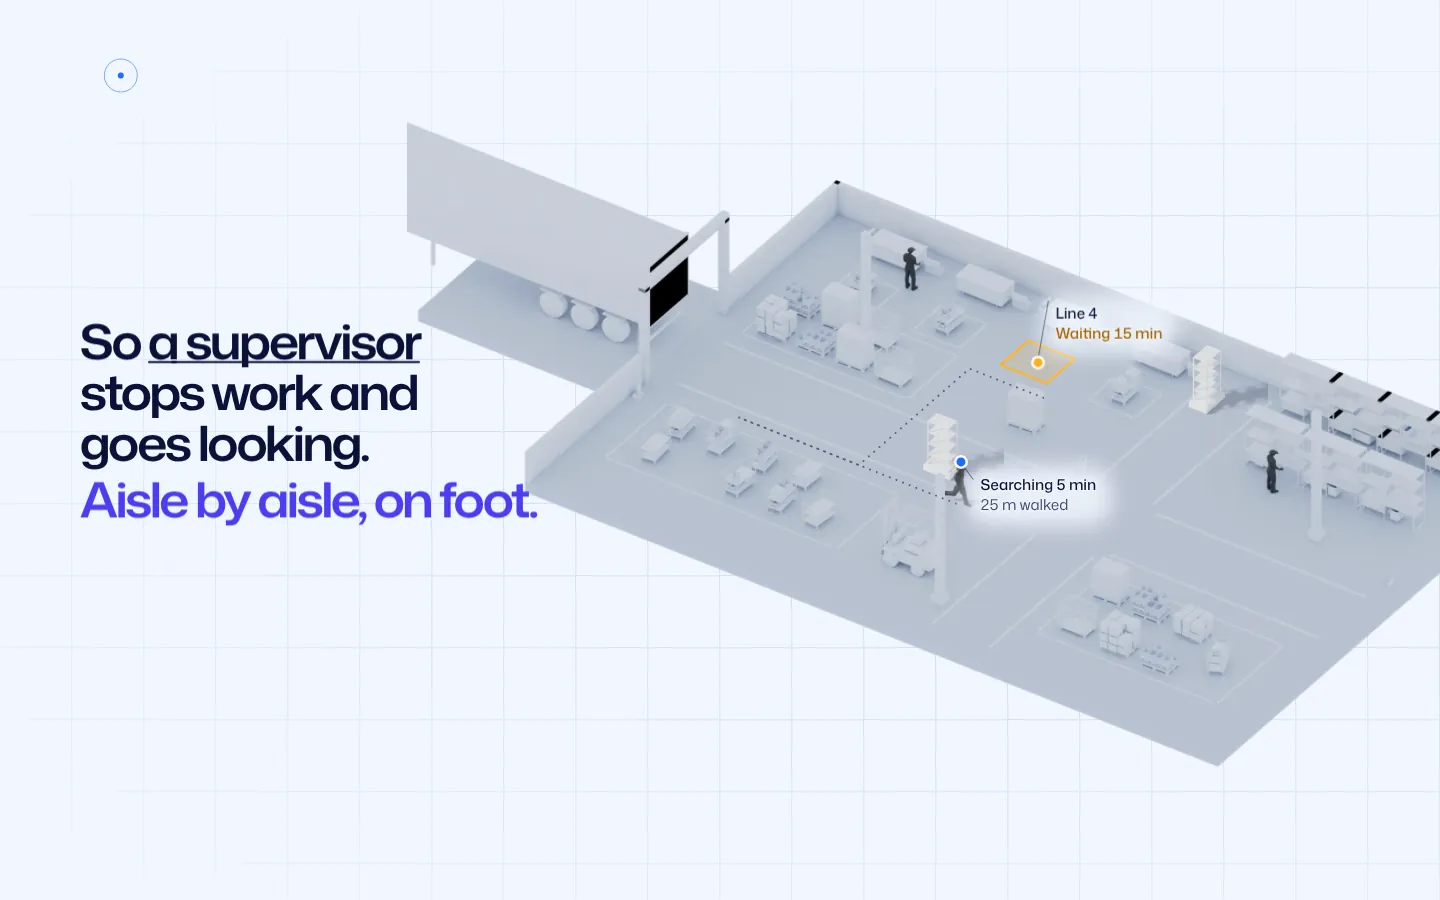 So a supervisor
stops work and
goes looking.
Aisle by aisle, on foot.
Line 4
Waiting 15 min
Searching 5 min
25 m walked